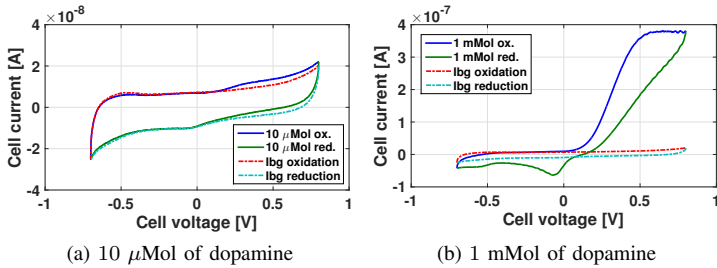 ×10⁻⁸
4
2
0
-2
-4
Cell current [A]
-1
-0.5
0
0.5
1
Cell voltage [V]
10 μMol ox.
10 μMol red.
Ibg oxidation
Ibg reduction
(a) 10 μMol of dopamine
×10⁻⁷
4
3
2
1
0
-1
Cell current [A]
-1
-0.5
0
0.5
1
Cell voltage [V]
1 mMol ox.
1 mMol red.
Ibg oxidation
Ibg reduction
(b) 1 mMol of dopamine